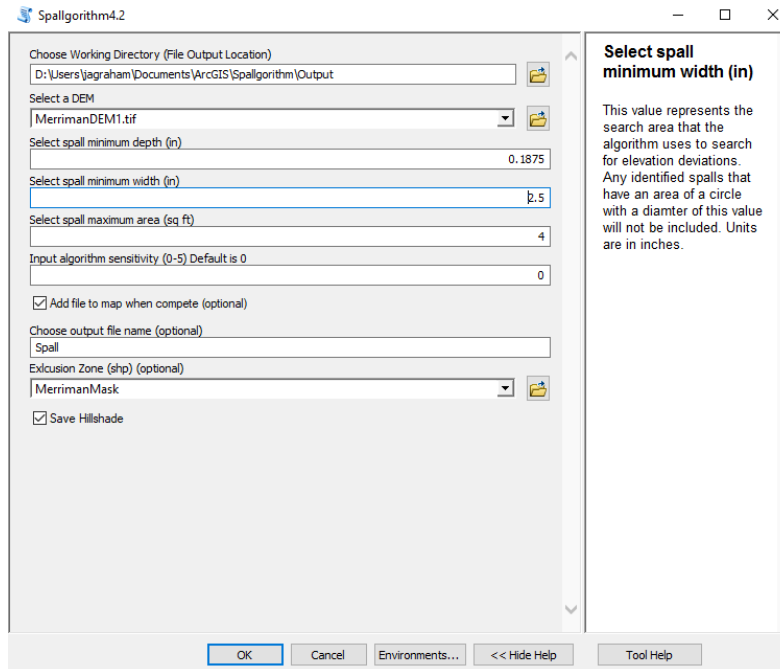 Spallgorithm4.2
Choose Working Directory (File Output Location)
D:\Users\jagraham\Documents\ArcGIS\Spallgorithm\Output
Select a DEM
MerrimanDEM1.tif
Select spall minimum depth (in)
0.1875
Select spall minimum width (in)
2.5
Select spall maximum area (sq ft)
4
Input algorithm sensitivity (0-5) Default is 0
0
Add file to map when compete (optional)
Choose output file name (optional)
Spall
Exlcusion Zone (shp) (optional)
MerrimanMask
Save Hillshade
Select spall
minimum width (in)
This value represents the
search area that the
algorithm uses to search
for elevation deviations.
Any identified spalls that
have an area of a circle
with a diamter of this value
will not be included. Units
are in inches.
OK
Cancel
Environments...
<< Hide Help
Tool Help